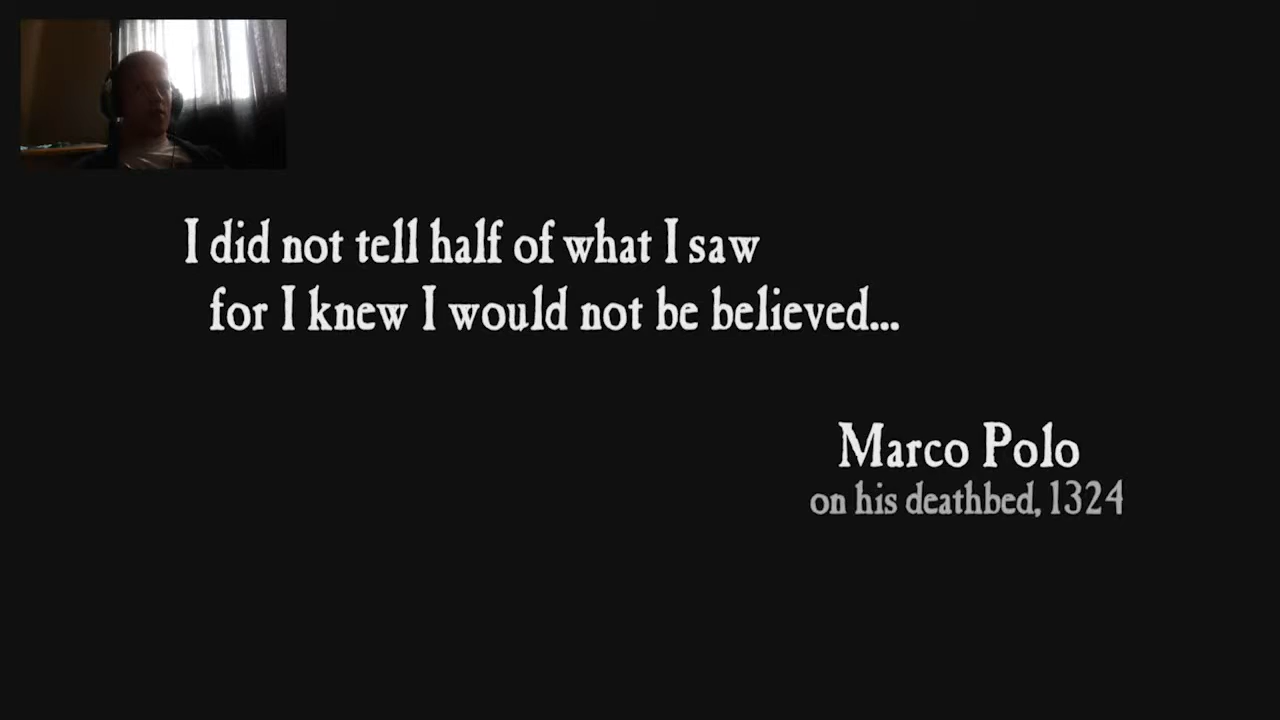 I did not tell half of what I saw
for I knew I would not be believed...
Marco Polo
on his deathbed, 1324